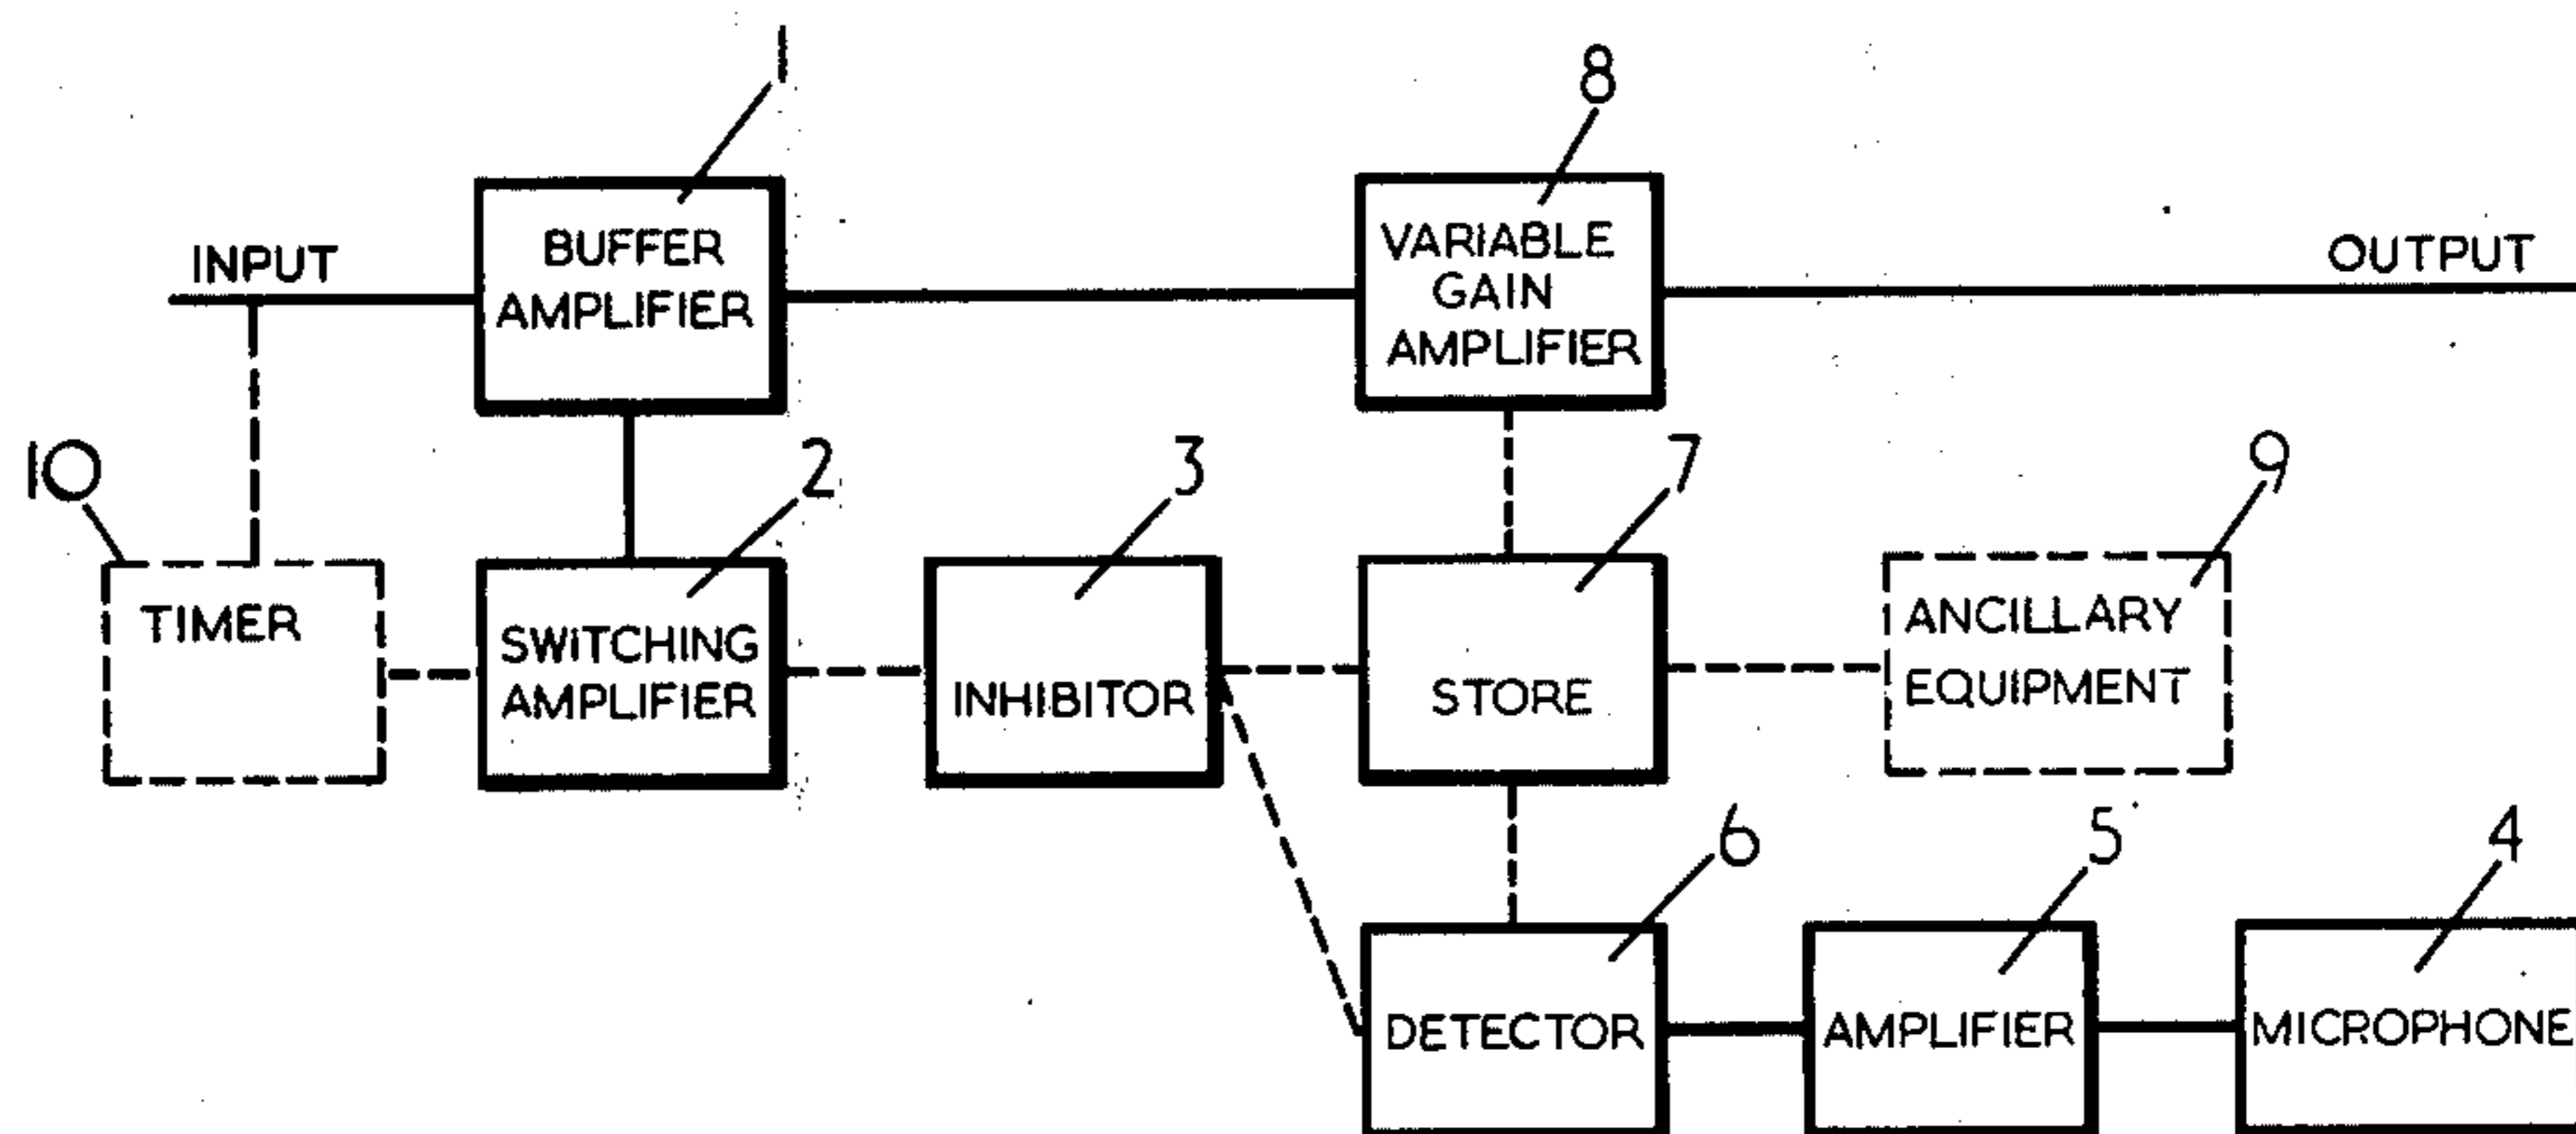 1
8
INPUT
BUFFER
AMPLIFIER
VARIABLE
GAIN
AMPLIFIER
OUTPUT
10
2
3
7
9
TIMER
SWITCHING
AMPLIFIER
INHIBITOR
STORE
ANCILLARY
EQUIPMENT
6
5
4
DETECTOR
AMPLIFIER
MICROPHONE